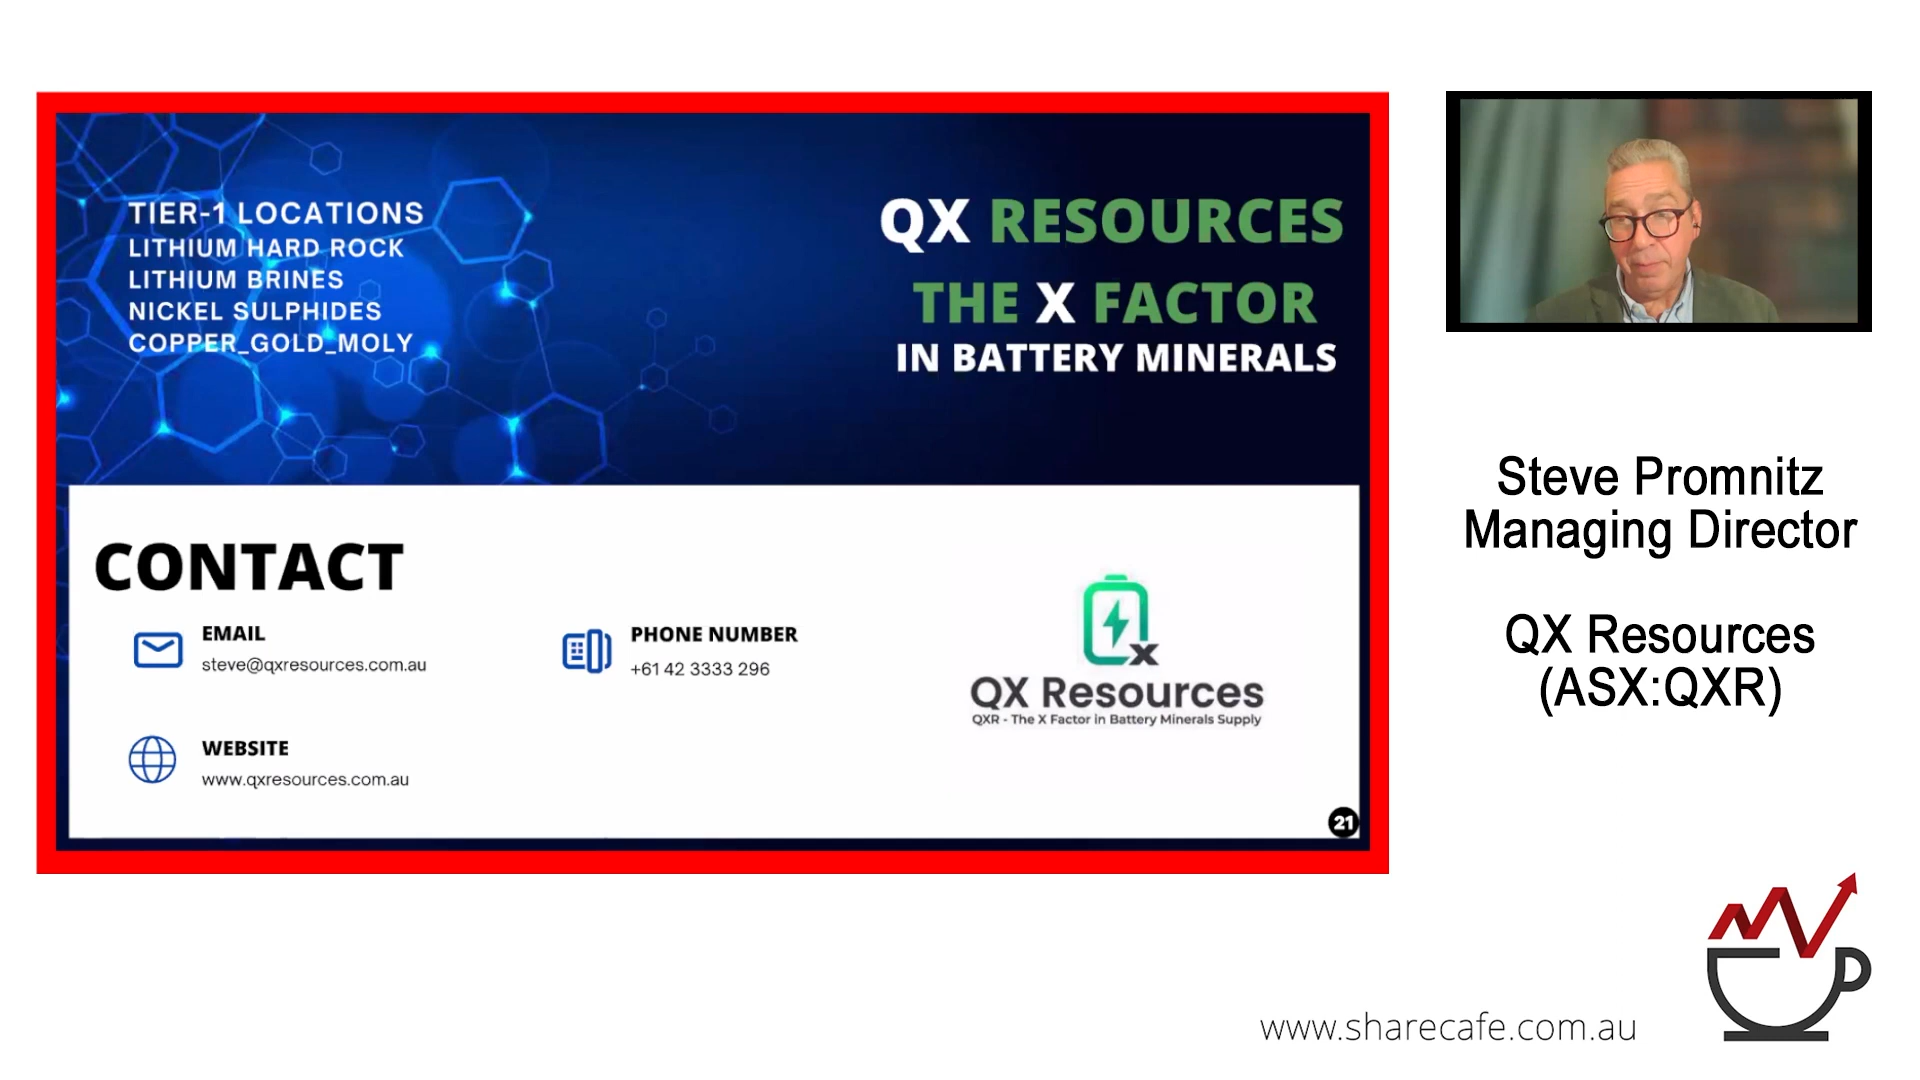 TIER-1 LOCATIONS
LITHIUM HARD ROCK
LITHIUM BRINES
NICKEL SULPHIDES
COPPER_GOLD_MOLY
QX RESOURCES
THE X FACTOR
IN BATTERY MINERALS
CONTACT
EMAIL
steve@qxresources.com.au
PHONE NUMBER
+61 42 3333 296
WEBSITE
www.qxresources.com.au
x
QX Resources
QXR - The X Factor in Battery Minerals Supply
21
Steve Promnitz
Managing Director
QX Resources
(ASX:QXR)
www.sharecafe.com.au